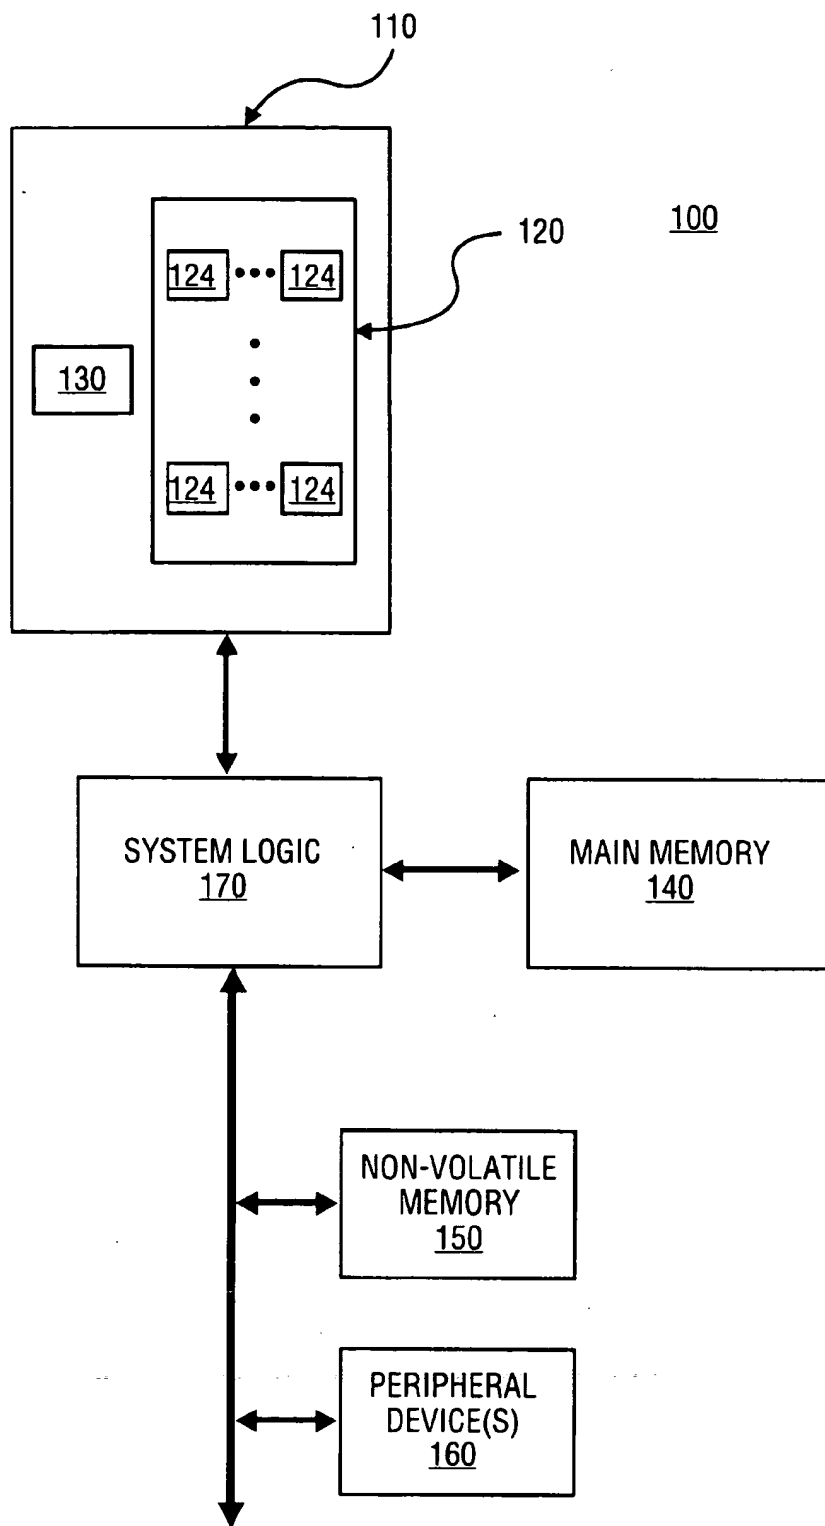 110
100
120
124 ••• 124
130
124 ••• 124
SYSTEM LOGIC
170
MAIN MEMORY
140
NON-VOLATILE
MEMORY
150
PERIPHERAL
DEVICE(S)
160